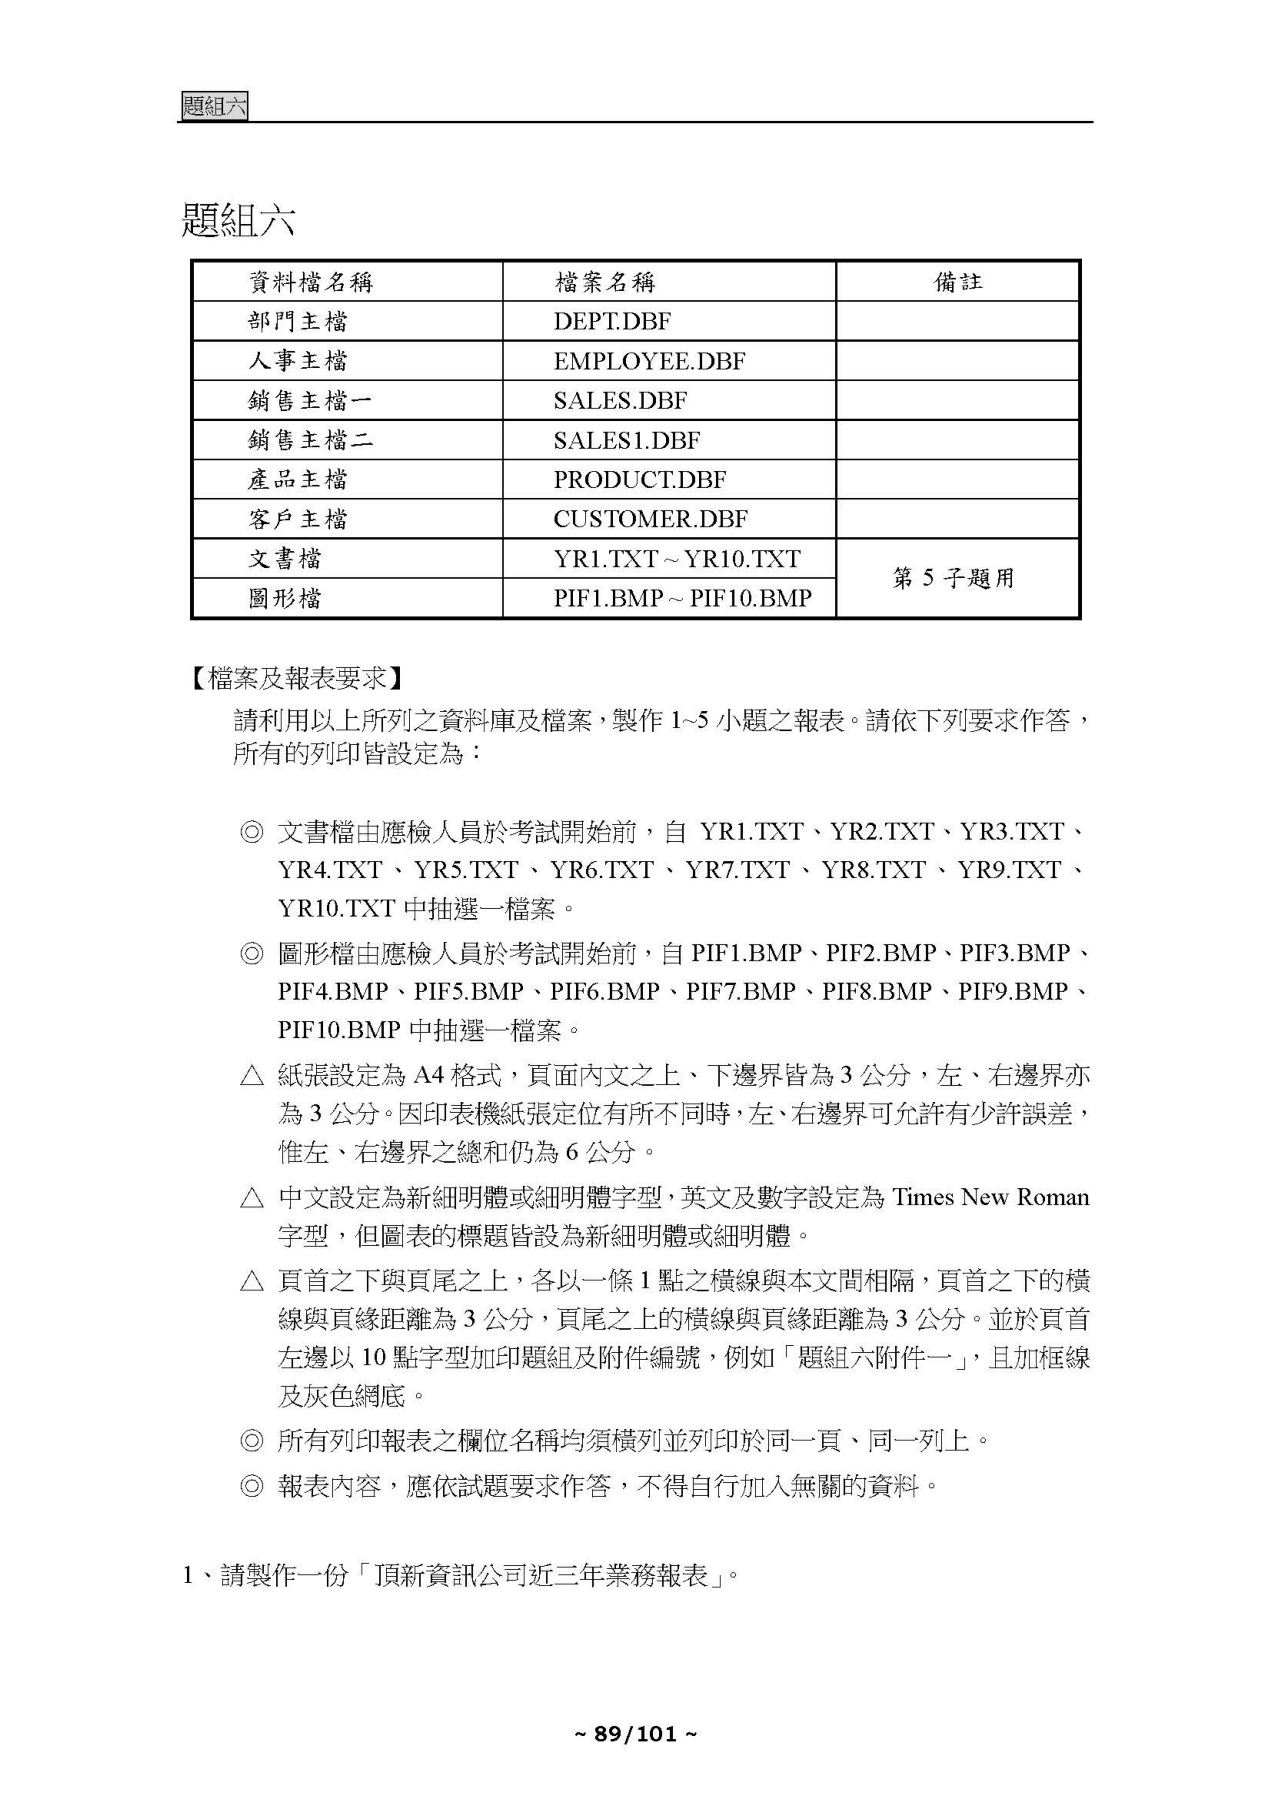 題組六
題組六
資料檔名稱 檔案名稱 備註
部門主檔 DEPT.DBF
人事主檔 EMPLOYEE.DBF
銷售主檔一 SALES.DBF
銷售主檔二 SALES1.DBF
產品主檔 PRODUCT.DBF
客戶主檔 CUSTOMER.DBF
文書檔 YR1.TXT ~ YR10.TXT 第 5 子題用
圖形檔 PIF1.BMP ~ PIF10.BMP
【檔案及報表要求】
請利用以上所列之資料庫及檔案，製作 1~5 小題之報表。請依下列要求作答，
所有的列印皆設定為：
◎ 文書檔由應檢人員於考試開始前，自 YR1.TXT、YR2.TXT、YR3.TXT、
YR4.TXT、YR5.TXT、YR6.TXT、YR7.TXT、YR8.TXT、YR9.TXT、
YR10.TXT 中抽選一檔案。
◎ 圖形檔由應檢人員於考試開始前，自 PIF1.BMP、PIF2.BMP、PIF3.BMP、
PIF4.BMP、PIF5.BMP、PIF6.BMP、PIF7.BMP、PIF8.BMP、PIF9.BMP、
PIF10.BMP 中抽選一檔案。
△ 紙張設定為 A4 格式，頁面內文之上、下邊界皆為 3 公分，左、右邊界亦
為 3 公分。因印表機紙張定位有所不同時，左、右邊界可允許有少許誤差，
惟左、右邊界之總和仍為 6 公分。
△ 中文設定為新細明體或細明體字型，英文及數字設定為 Times New Roman
字型，但圖表的標題皆設為新細明體或細明體。
△ 頁首之下與頁尾之上，各以一條 1 點之橫線與本文間相隔，頁首之下的橫
線與頁緣距離為 3 公分，頁尾之上的橫線與頁緣距離為 3 公分。並於頁首
左邊以 10 點字型加印題組及附件編號，例如「題組六附件一」，且加框線
及灰色網底。
◎ 所有列印報表之欄位名稱均須橫列並列印於同一頁、同一列上。
◎ 報表內容，應依試題要求作答，不得自行加入無關的資料。
1、請製作一份「頂新資訊公司近三年業務報表」。
~ 89/101 ~